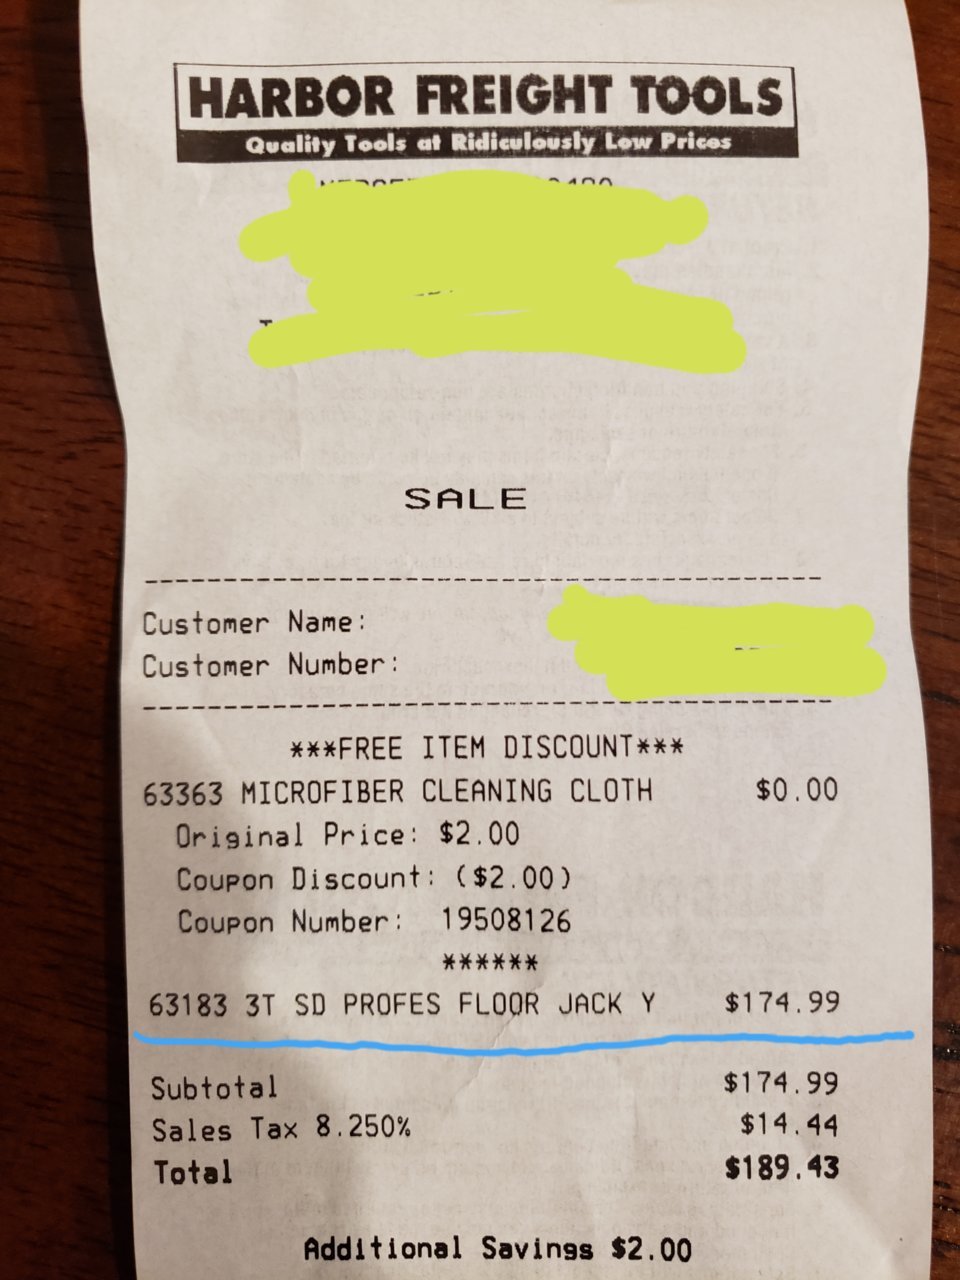 HARBOR FREIGHT TOOLS
Quality Tools at Ridiculously Low Prices
SALE
Customer Name:
Customer Number:
***FREE ITEM DISCOUNT***
63363 MICROFIBER CLEANING CLOTH $0.00
Original Price: $2.00
Coupon Discount: ($2.00)
Coupon Number: 19508126
******
63183 3T SD PROFES FLOOR JACK Y $174.99
Subtotal $174.99
Sales Tax 8.250% $14.44
Total $189.43
Additional Savings $2.00